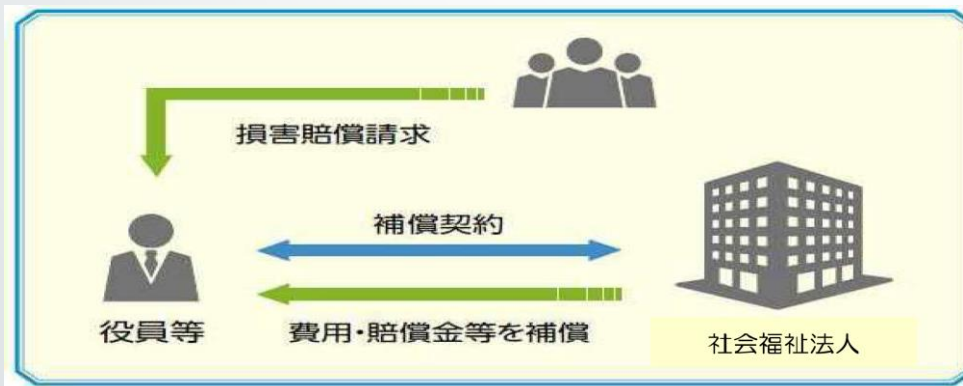 損害賠償請求
補償契約
役員等
費用・賠償金等を補償
社会福祉法人